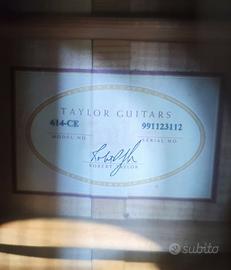 TAYLOR GUITARS
614-CE 991123112
MODEL NO. SERIAL NO.
ROBERT TAYLOR
subito